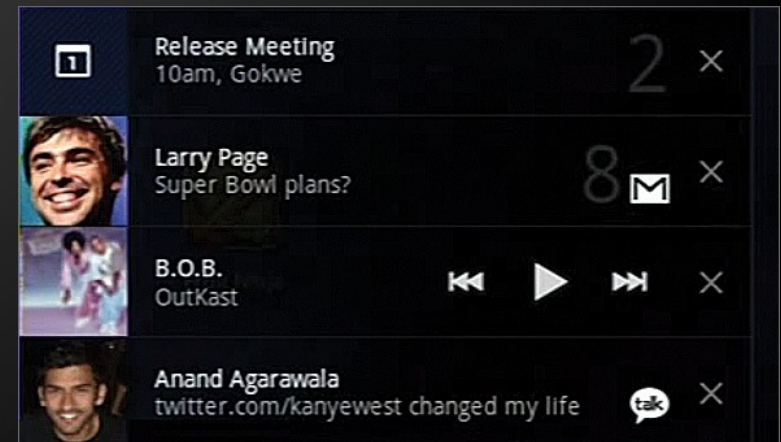 1
Release Meeting
10am, Gokwe
2
Larry Page
Super Bowl plans?
8
B.O.B.
OutKast
Anand Agarawala
twitter.com/kanyewest changed my life
talk